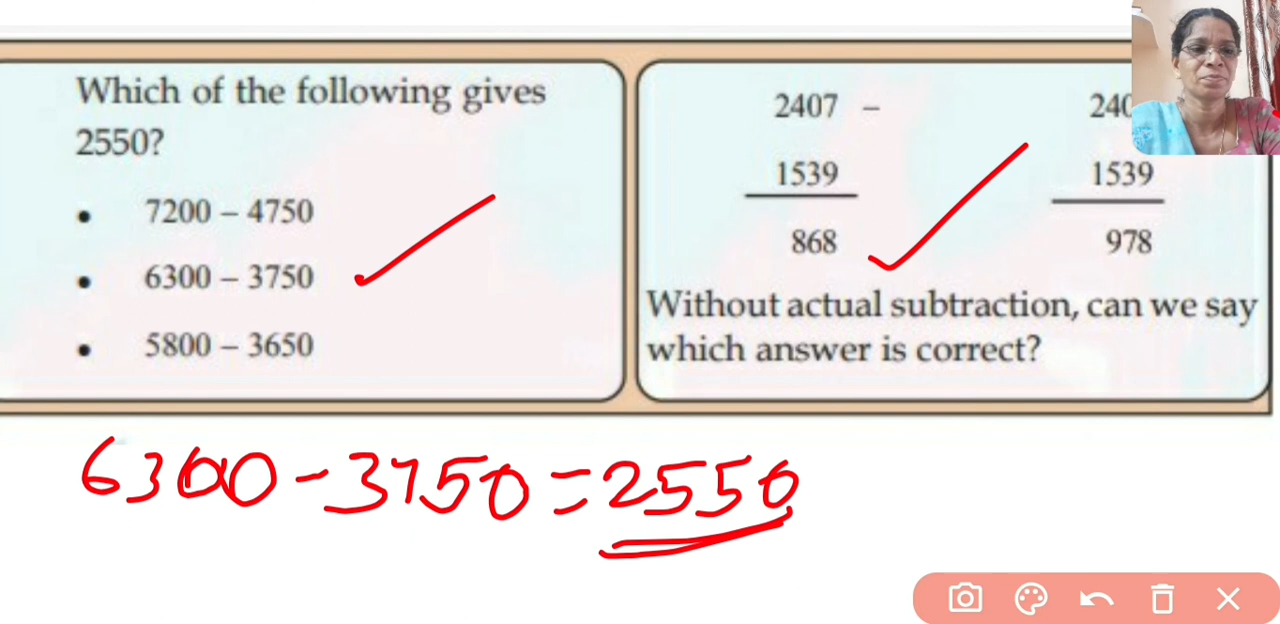 Which of the following gives
2550?
• 7200 – 4750
• 6300 – 3750
• 5800 – 3650
2407 –
1539
868
240
1539
978
Without actual subtraction, can we say
which answer is correct?
6300 - 3750 = 2550